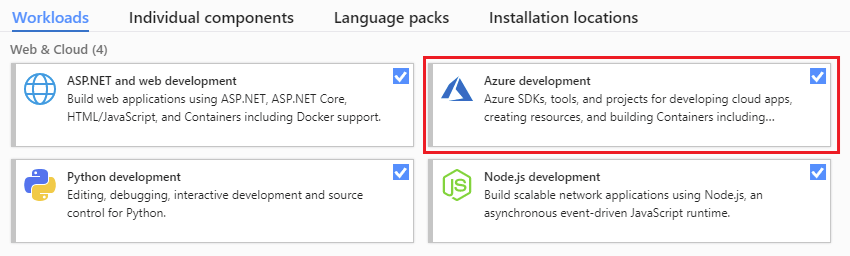 Workloads Individual components Language packs Installation locations
Web & Cloud (4)
ASP.NET and web development
Build web applications using ASP.NET, ASP.NET Core,
HTML/JavaScript, and Containers including Docker support.
Azure development
Azure SDKs, tools, and projects for developing cloud apps,
creating resources, and building Containers including...
Python development
Editing, debugging, interactive development and source
control for Python.
JS
Node.js development
Build scalable network applications using Node.js, an
asynchronous event-driven JavaScript runtime.